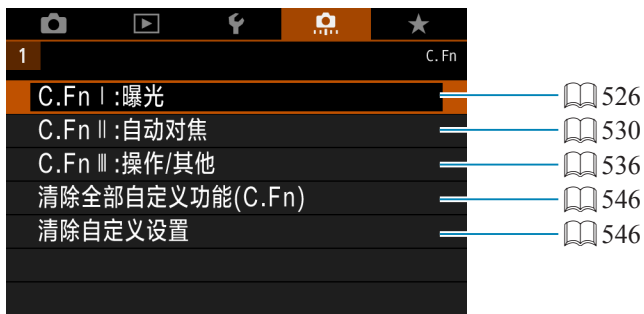 1
C.Fn
C.Fn I :曝光 526
C.Fn II :自动对焦 530
C.Fn III :操作/其他 536
清除全部自定义功能(C.Fn) 546
清除自定义设置 546